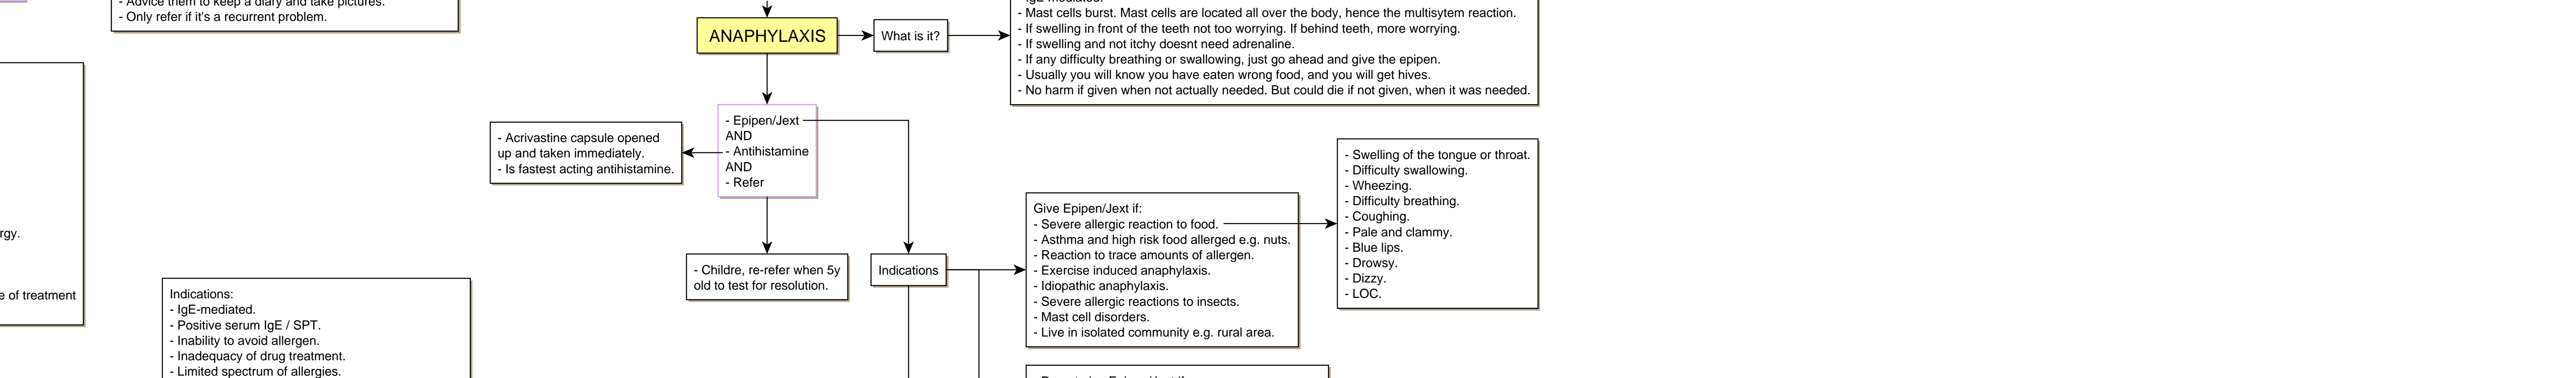 - Advice them to keep a diary and take pictures.
- Only refer if it's a recurrent problem.
ANAPHYLAXIS
What is it?
IgE-mediated.
- Mast cells burst. Mast cells are located all over the body, hence the multisytem reaction.
- If swelling in front of the teeth not too worrying. If behind teeth, more worrying.
- If swelling and not itchy doesnt need adrenaline.
- If any difficulty breathing or swallowing, just go ahead and give the epipen.
- Usually you will know you have eaten wrong food, and you will get hives.
- No harm if given when not actually needed. But could die if not given, when it was needed.
- Epipen/Jext
AND
- Antihistamine
AND
- Refer
- Acrivastine capsule opened
up and taken immediately.
- Is fastest acting antihistamine.
- Swelling of the tongue or throat.
- Difficulty swallowing.
- Wheezing.
- Difficulty breathing.
- Coughing.
- Pale and clammy.
- Blue lips.
- Drowsy.
- Dizzy.
- LOC.
Give Epipen/Jext if:
- Severe allergic reaction to food.
- Asthma and high risk food allerged e.g. nuts.
- Reaction to trace amounts of allergen.
- Exercise induced anaphylaxis.
- Idiopathic anaphylaxis.
- Severe allergic reactions to insects.
- Mast cell disorders.
- Live in isolated community e.g. rural area.
- Childre, re-refer when 5y
old to test for resolution.
Indications
rgy.
e of treatment
Indications:
- IgE-mediated.
- Positive serum IgE / SPT.
- Inability to avoid allergen.
- Inadequacy of drug treatment.
- Limited spectrum of allergies.